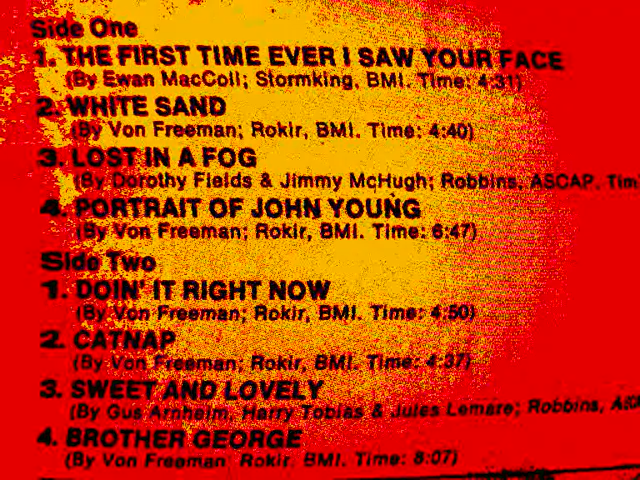 Side One
1. THE FIRST TIME EVER I SAW YOUR FACE
(By Ewan MacColl; Stormking, BMI. Time: 4:31)
2. WHITE SAND
(By Von Freeman; Rokir, BMI. Time: 4:40)
3. LOST IN A FOG
(By Dorothy Fields & Jimmy McHugh; Robbins, ASCAP. Tim
4. PORTRAIT OF JOHN YOUNG
(By Von Freeman; Rokir, BMI. Time: 6:47)
Side Two
1. DOIN' IT RIGHT NOW
(By Von Freeman; Rokir, BMI. Time: 4:50)
2. CATNAP
(By Von Freeman; Rokir, BMI. Time: 4:37)
3. SWEET AND LOVELY
(By Gus Arnheim, Harry Tobias & Jules Lemare; Robbins,
4. BROTHER GEORGE
(By Von Freeman Rokir, BMI. Time: 8:07)